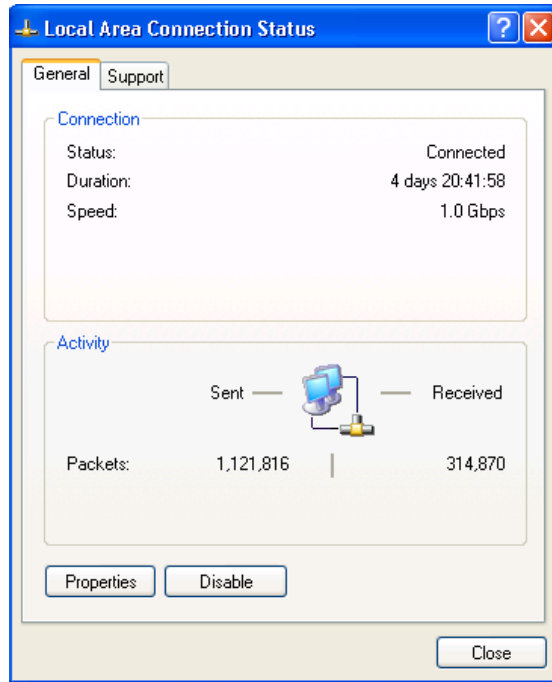 Local Area Connection Status
General Support
Connection
Status: Connected
Duration: 4 days 20:41:58
Speed: 1.0 Gbps
Activity
Sent Received
Packets: 1,121,816 314,870
Properties Disable
Close